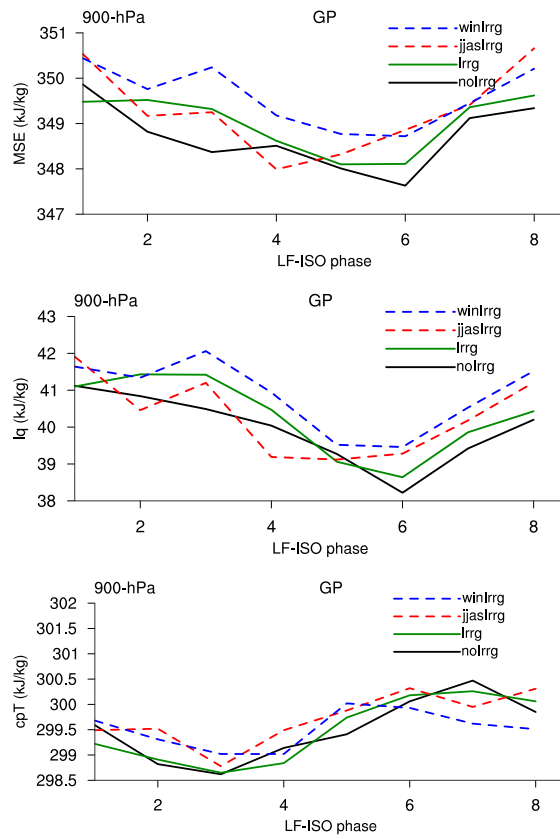 900-hPa GP
winIrrg
jjasIrrg
Irrg
noIrrg
351
350
349
348
347
MSE (kJ/kg)
2 4 6 8
LF-ISO phase
900-hPa GP
winIrrg
jjasIrrg
Irrg
noIrrg
43
42
41
40
39
38
lq (kJ/kg)
2 4 6 8
LF-ISO phase
900-hPa GP
winIrrg
jjasIrrg
Irrg
noIrrg
302
301.5
301
300.5
300
299.5
299
298.5
cpT (kJ/kg)
2 4 6 8
LF-ISO phase